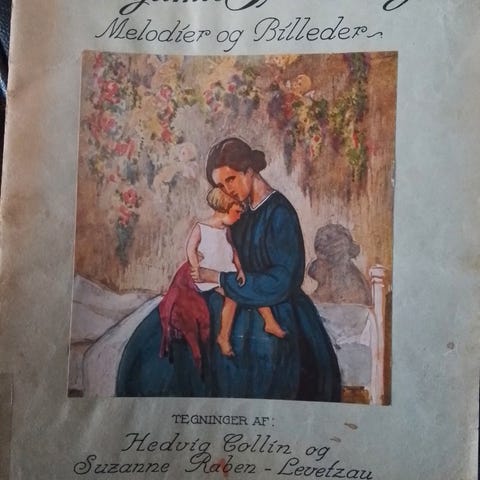 Melodier og Billeder
TEGNINGER AF:
Hedvig Collin og
Suzanne Raben - Levetzau